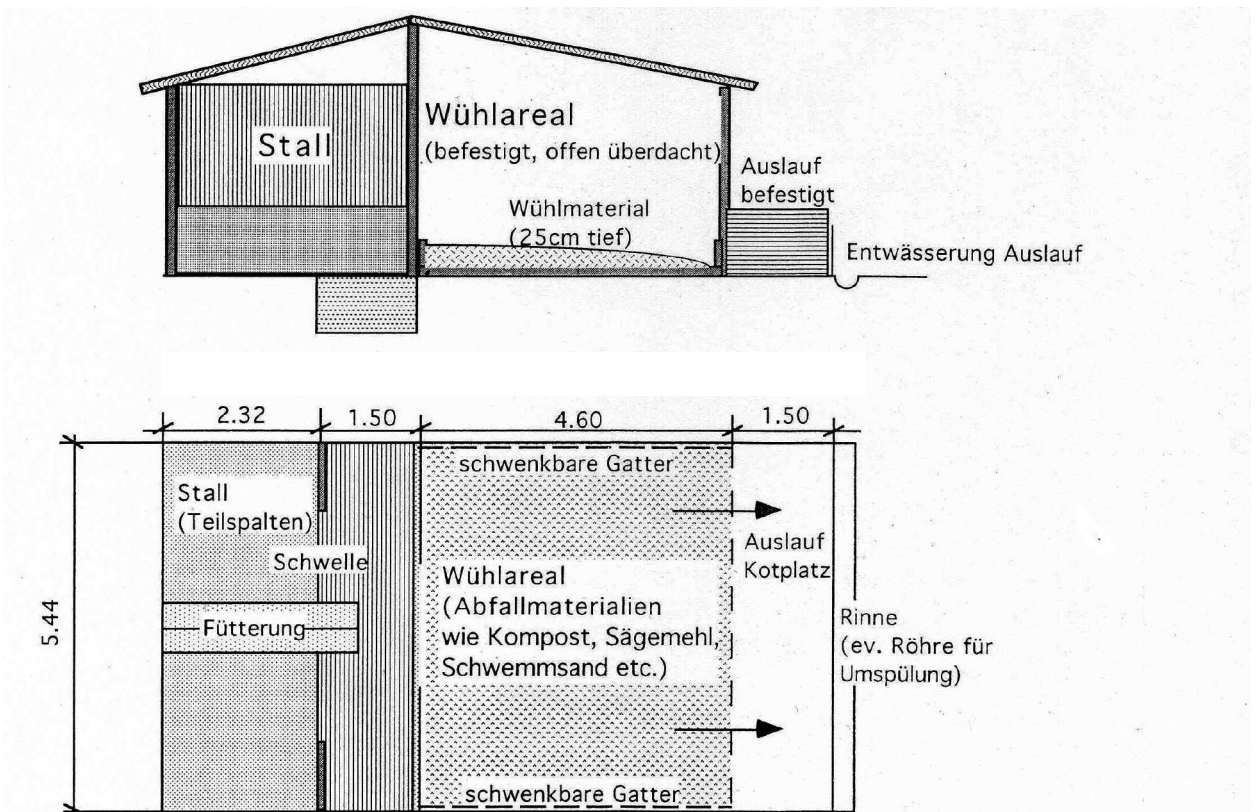 Stall
Wühlareal
(befestigt, offen überdacht)
Wühlmaterial
(25cm tief)
Auslauf
befestigt
Entwässerung Auslauf
2.32
1.50
4.60
1.50
5.44
schwenkbare Gatter
Stall
(Teilspalten)
Schwelle
Fütterung
Wühlareal
(Abfallmaterialien
wie Kompost, Sägemehl,
Schwemmsand etc.)
Auslauf
Kotplatz
Rinne
(ev. Röhre für
Umspülung)
schwenkbare Gatter